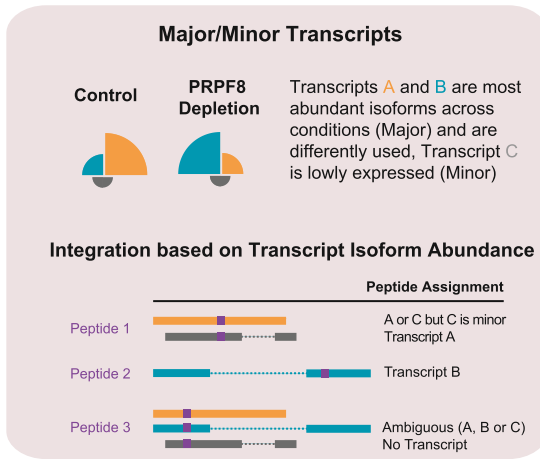 Major/Minor Transcripts
Control
PRPF8
Depletion
Transcripts A and B are most
abundant isoforms across
conditions (Major) and are
differently used, Transcript C
is lowly expressed (Minor)
Integration based on Transcript Isoform Abundance
Peptide Assignment
Peptide 1
A or C but C is minor
Transcript A
Peptide 2
Transcript B
Peptide 3
Ambiguous (A, B or C)
No Transcript